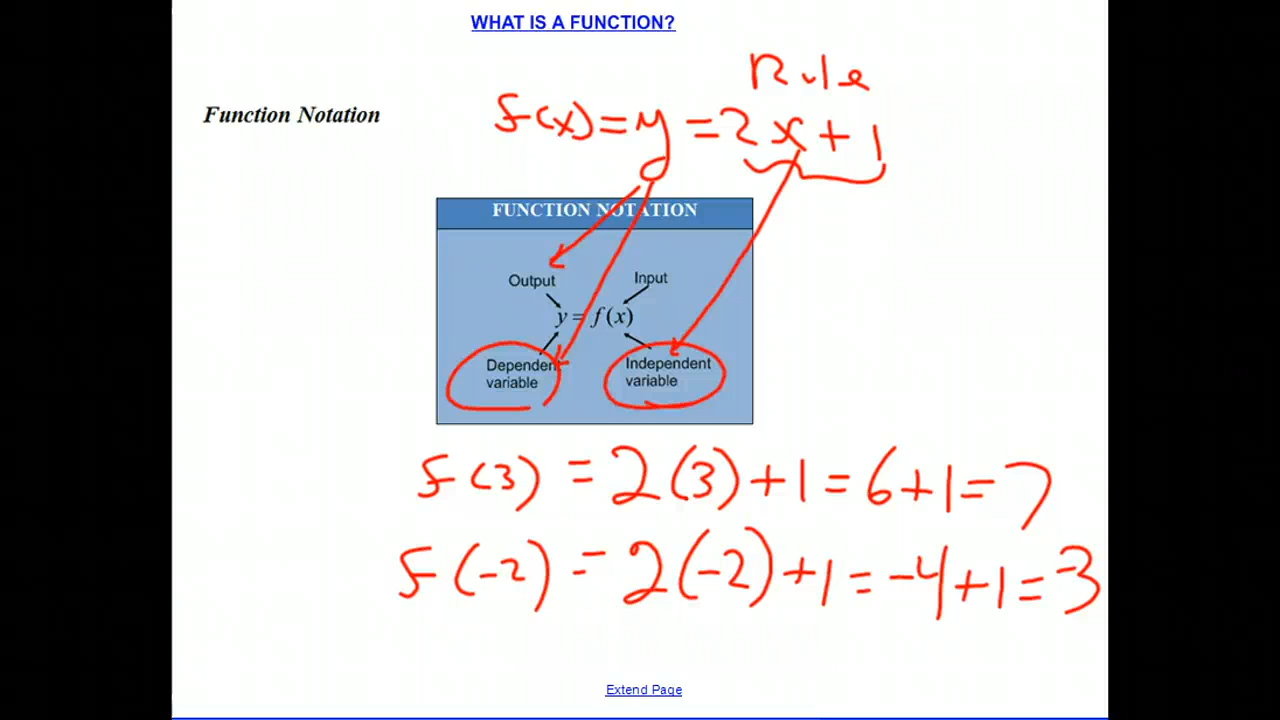 WHAT IS A FUNCTION?
Rule
Function Notation
f(x) = y = 2x + 1
FUNCTION NOTATION
Output Input
y = f(x)
Dependent variable
Independent variable
f(3) = 2(3) + 1 = 6 + 1 = 7
f(-2) = 2(-2) + 1 = -4 + 1 = -3
Extend Page